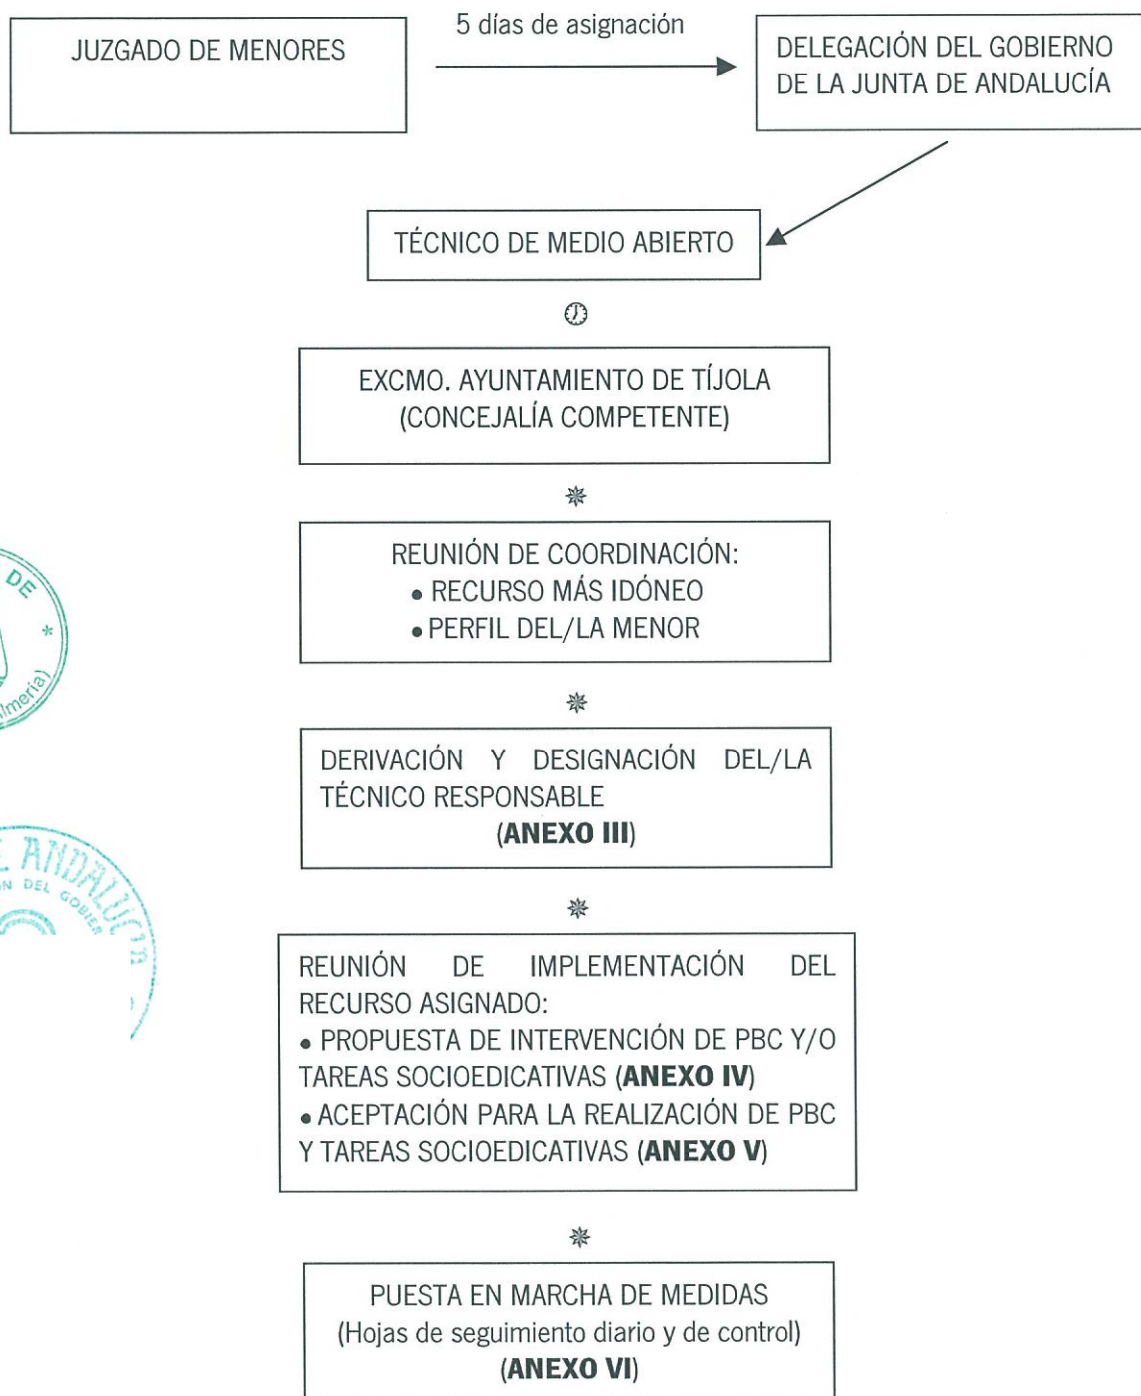 5 días de asignación
JUZGADO DE MENORES
DELEGACIÓN DEL GOBIERNO
DE LA JUNTA DE ANDALUCÍA
TÉCNICO DE MEDIO ABIERTO
EXCMO. AYUNTAMIENTO DE TÍJOLA
(CONCEJALÍA COMPETENTE)
REUNIÓN DE COORDINACIÓN:
• RECURSO MÁS IDÓNEO
• PERFIL DEL/LA MENOR
DE
*
DERIVACIÓN Y DESIGNACIÓN DEL/LA
TÉCNICO RESPONSABLE
(ANEXO III)
ANDALUCIA
DEL
REUNIÓN DE IMPLEMENTACIÓN DEL
RECURSO ASIGNADO:
• PROPUESTA DE INTERVENCIÓN DE PBC Y/O
TAREAS SOCIOEDICATIVAS (ANEXO IV)
• ACEPTACIÓN PARA LA REALIZACIÓN DE PBC
Y TAREAS SOCIOEDICATIVAS (ANEXO V)
PUESTA EN MARCHA DE MEDIDAS
(Hojas de seguimiento diario y de control)
(ANEXO VI)